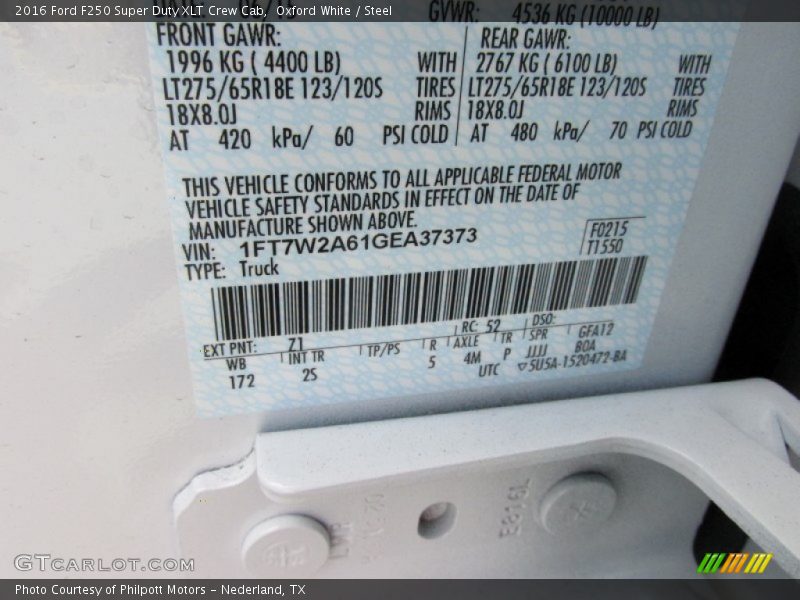 2016 Ford F250 Super Duty XLT Crew Cab, Oxford White / Steel
GVWR: 4536 KG (10000 LB)
FRONT GAWR: REAR GAWR:
1996 KG ( 4400 LB) WITH 2767 KG ( 6100 LB) WITH
LT275/65R18E 123/120S TIRES LT275/65R18E 123/120S TIRES
18X8.0J RIMS 18X8.0J RIMS
AT 420 kPa/ 60 PSI COLD AT 480 kPa/ 70 PSI COLD
THIS VEHICLE CONFORMS TO ALL APPLICABLE FEDERAL MOTOR
VEHICLE SAFETY STANDARDS IN EFFECT ON THE DATE OF
MANUFACTURE SHOWN ABOVE.
VIN: 1FT7W2A61GEA37373 F0215
TYPE: Truck T1550
EXT PNT: Z1 RC: 52 DSO:
WB INT TR TP/PS R AXLE TR SPR GFA12
172 2S 5 4M P JJJJ BOA
UTC ▽5U5A-1520472-BA
E816L
GTCARLOT.COM
Photo Courtesy of Philpott Motors – Nederland, TX